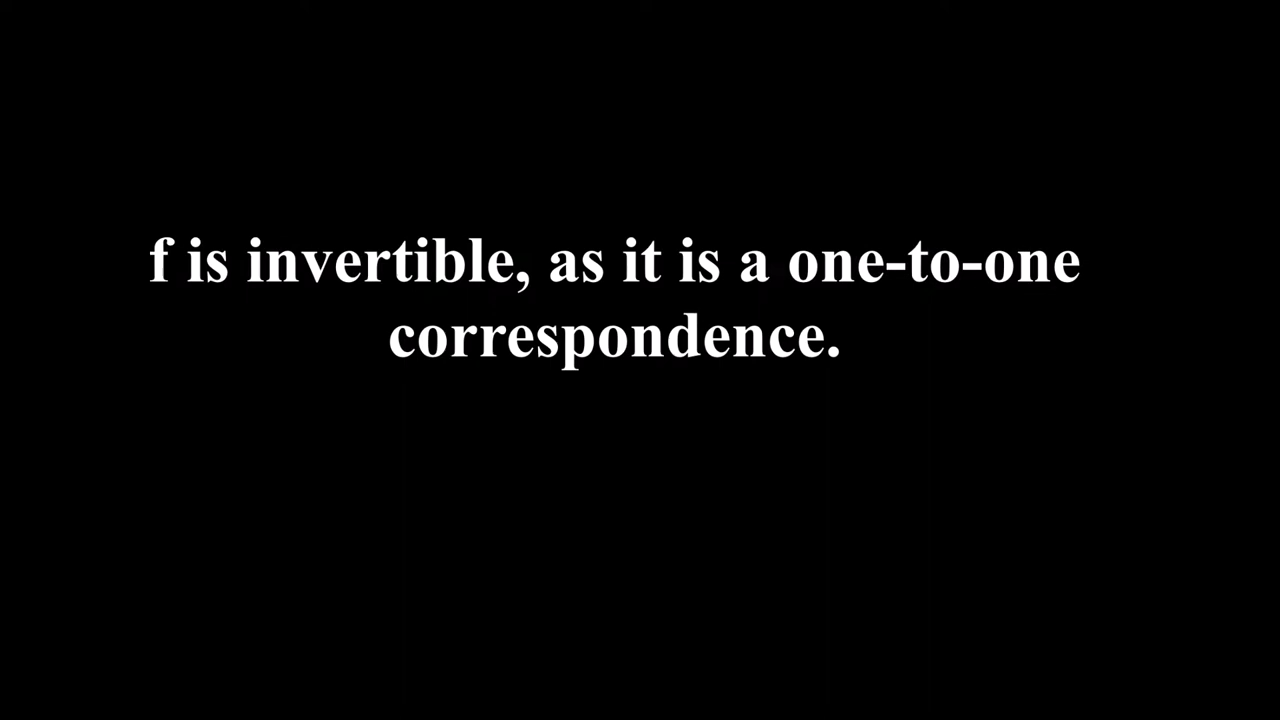 f is invertible, as it is a one-to-one
correspondence.